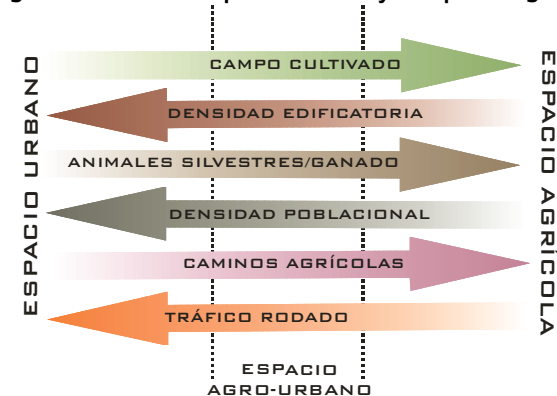 CAMPO CULTIVADO
DENSIDAD EDIFICATORIA
ANIMALES SILVESTRES/GANADO
DENSIDAD POBLACIONAL
CAMINOS AGRÍCOLAS
TRÁFICO RODADO
ESPACIO URBANO
ESPACIO AGRÍCOLA
ESPACIO
AGRO-URBANO